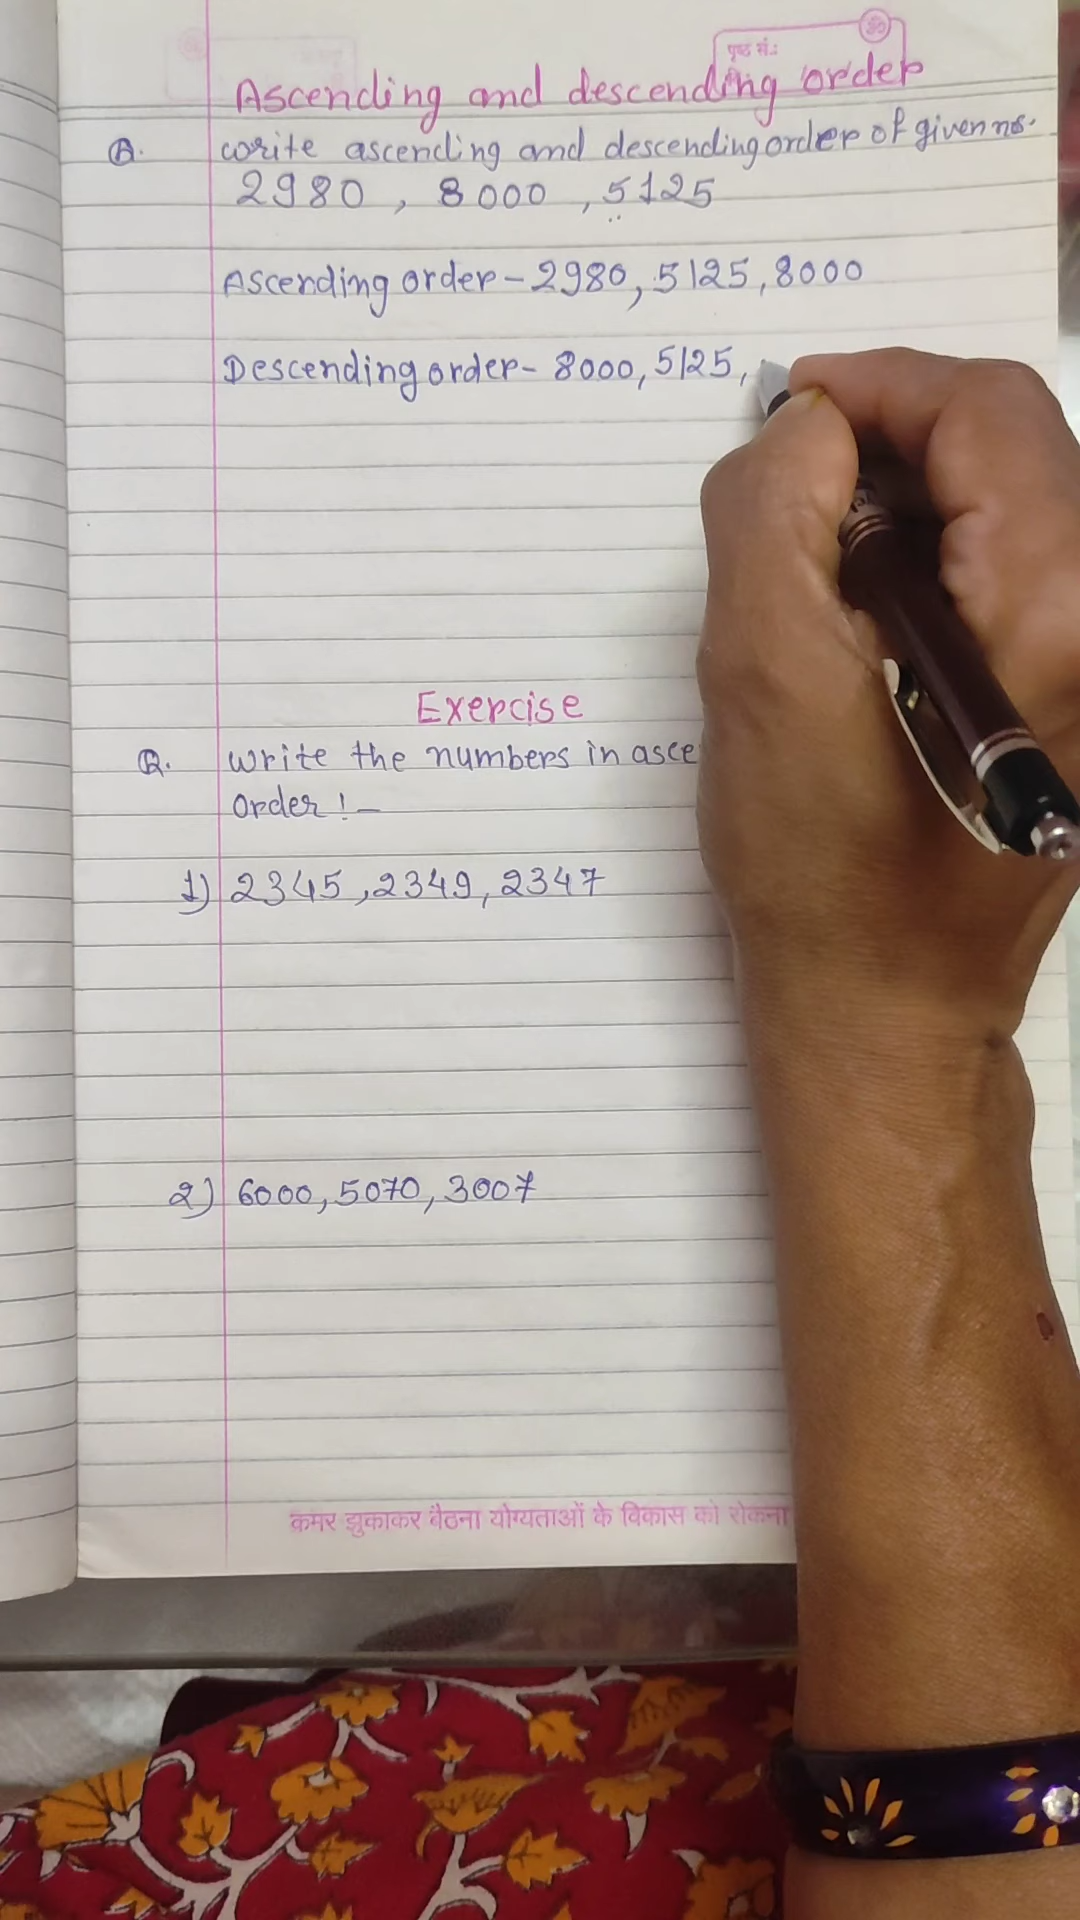 पृष्ठ सं.:
Ascending and descending order
Q. write ascending and descending order of given no.
2980, 8000, 5125
Ascending order - 2980, 5125, 8000
Descending order - 8000, 5125,
Exercise
Q. write the numbers in asce
order :-
1) 2345, 2349, 2347
2) 6000, 5070, 3007
कमर झुकाकर बैठना योग्यताओं के विकास को रोकना